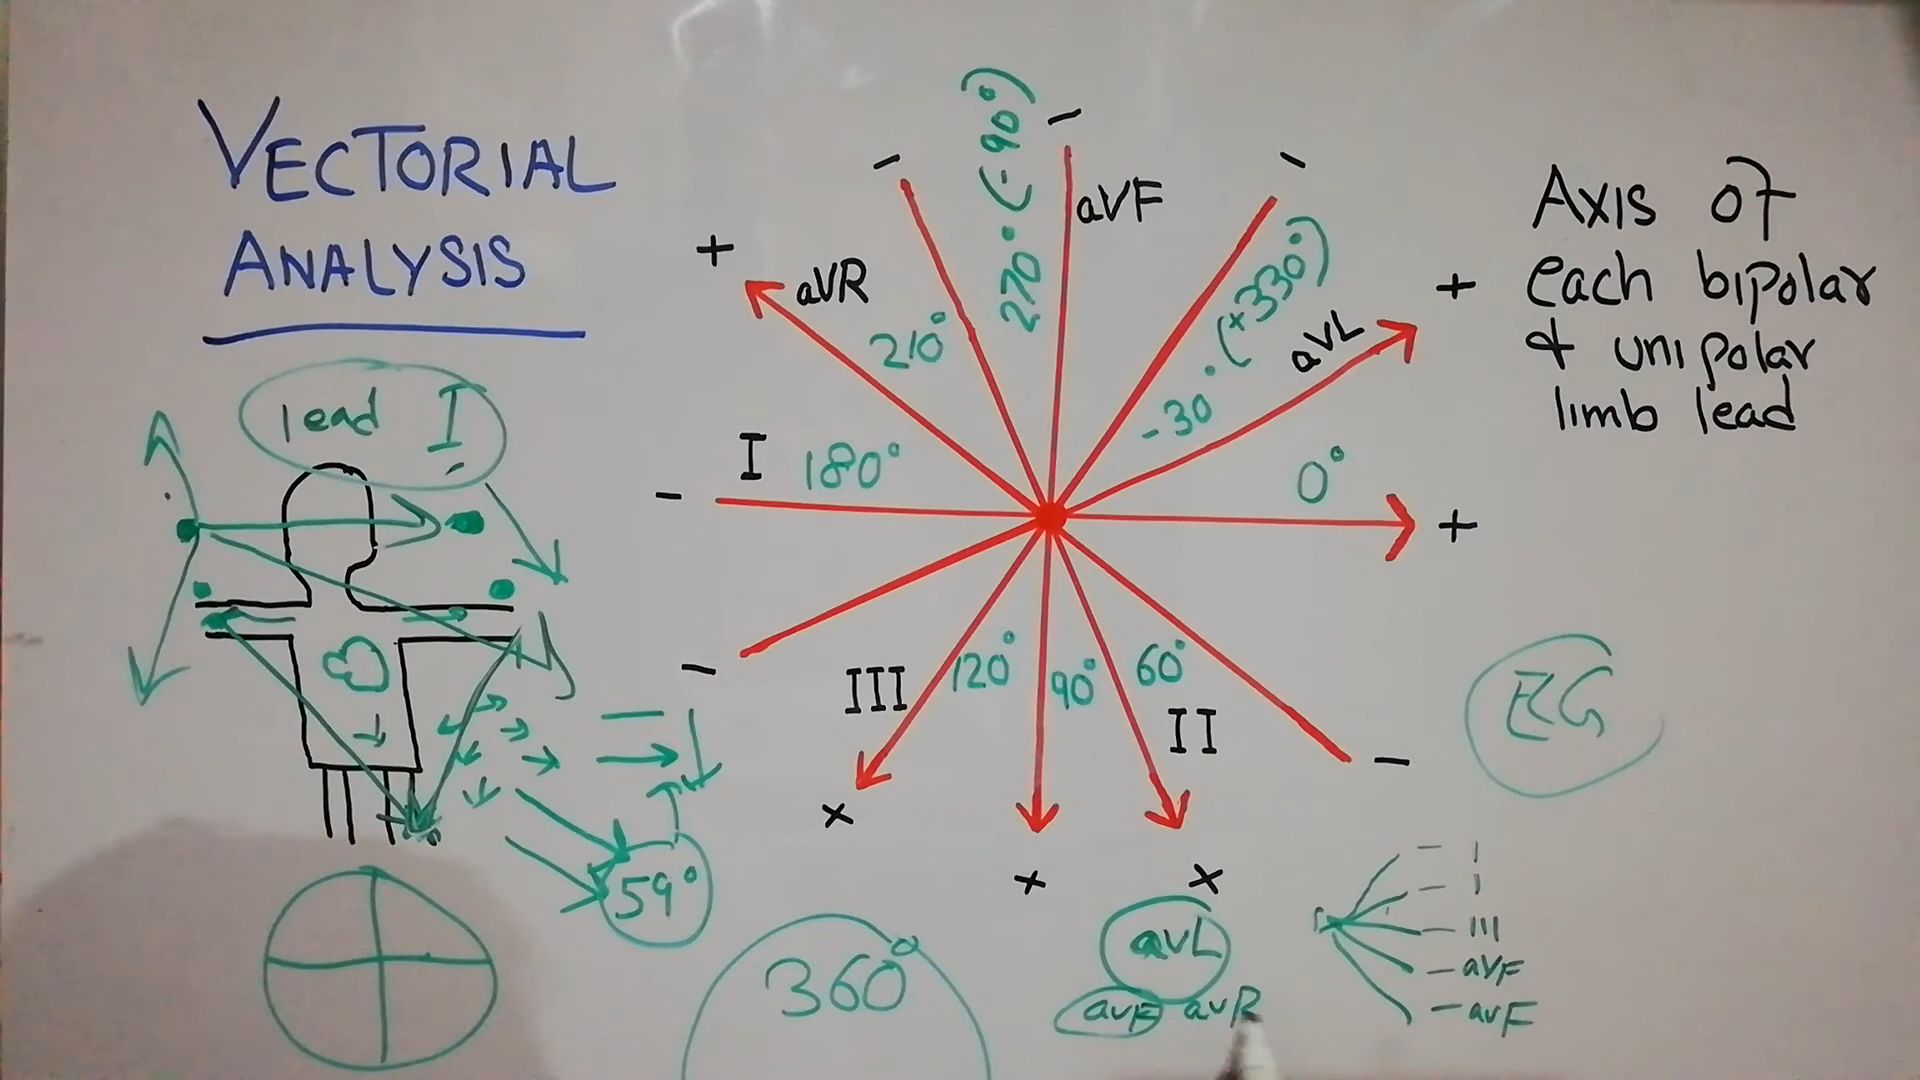 VECTORIAL
ANALYSIS
lead I
59°
360°
-
-
-
270° (-90°)
aVF
+
aVR
210°
-30° (+330°)
aVL
+
I
180°
-
0°
+
-
III
120°
90°
60°
II
-
+
+
+
Axis of
each bipolar
& unipolar
limb lead
ECG
avL
avF avR
- I
- I
- III
- aVF
- avF